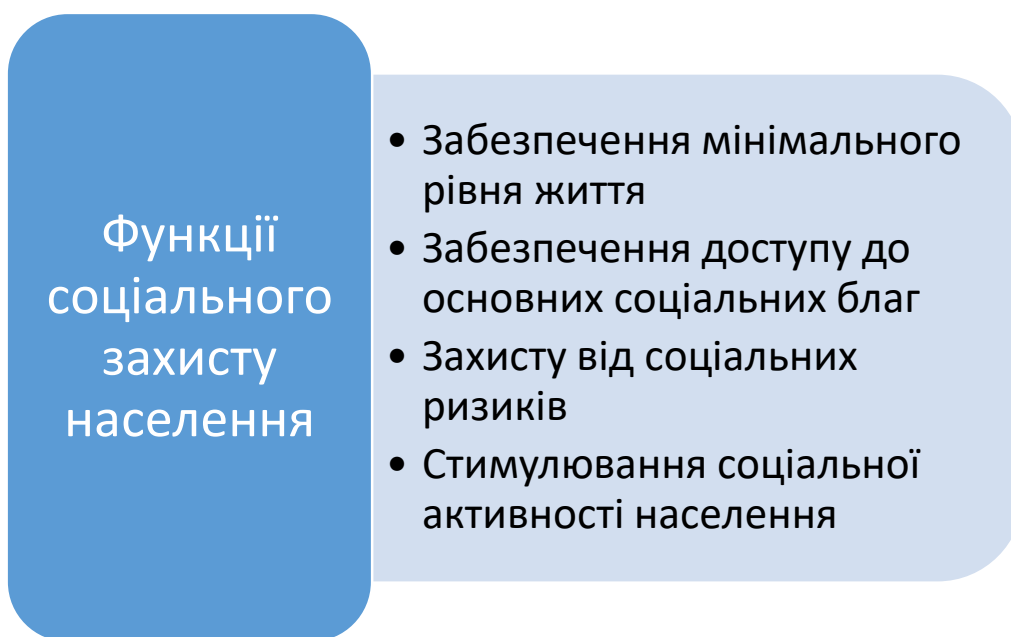 Функції
соціального
захисту
населення
• Забезпечення мінімального
рівня життя
• Забезпечення доступу до
основних соціальних благ
• Захисту від соціальних
ризиків
• Стимулювання соціальної
активності населення